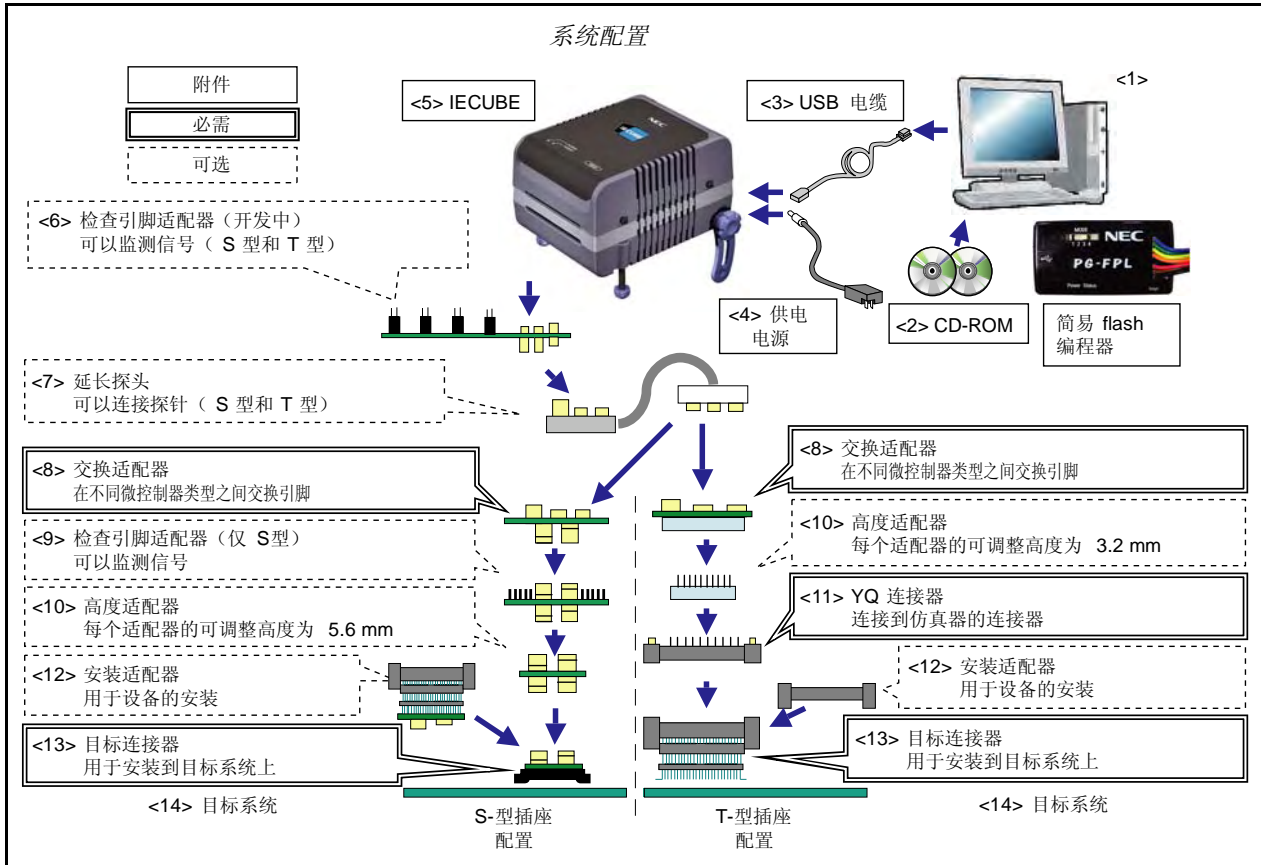 系统配置
附件
必需
可选
<5> IECUBE
<3> USB 电缆
<1>
NEC
<6> 检查引脚适配器（开发中）
可以监测信号（ S 型和 T 型）
MODE
1 2 3 4
NEC
PG-FPL
Power Status
<4> 供电
电源
<2> CD-ROM
简易 flash
编程器
<7> 延长探头
可以连接探针（ S 型和 T 型）
<8> 交换适配器
在不同微控制器类型之间交换引脚
<9> 检查引脚适配器（仅 S型）
可以监测信号
<10> 高度适配器
每个适配器的可调整高度为 5.6 mm
<12> 安装适配器
用于设备的安装
<13> 目标连接器
用于安装到目标系统上
<14> 目标系统
S-型插座
配置
<8> 交换适配器
在不同微控制器类型之间交换引脚
<10> 高度适配器
每个适配器的可调整高度为 3.2 mm
<11> YQ 连接器
连接到仿真器的连接器
<12> 安装适配器
用于设备的安装
<13> 目标连接器
用于安装到目标系统上
T-型插座
配置
<14> 目标系统